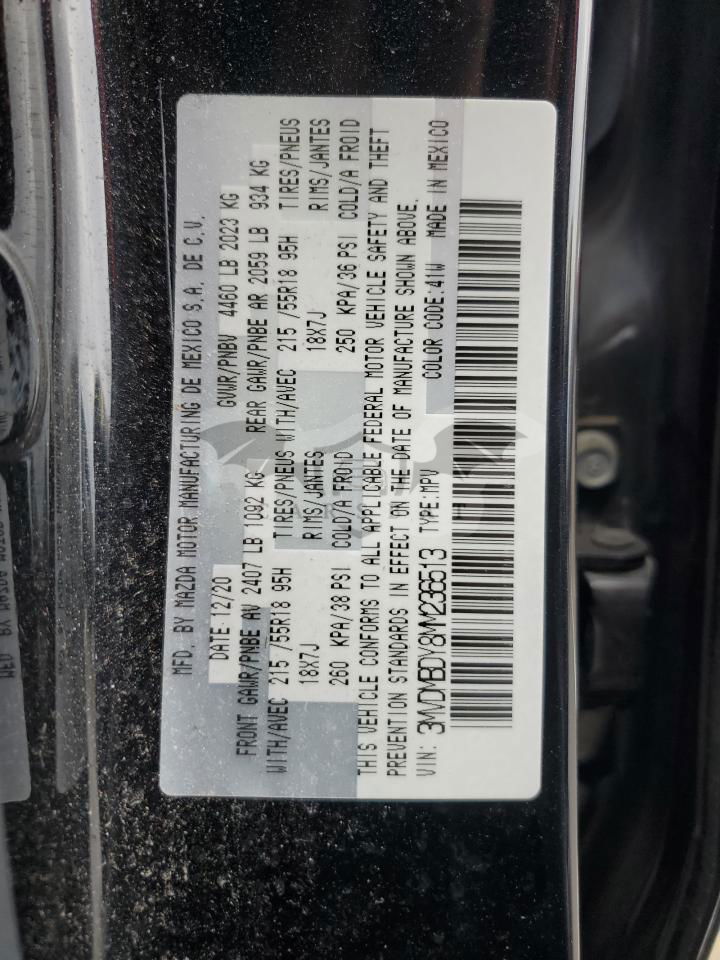 MFD. BY MAZDA MOTOR MANUFACTURING DE MEXICO S.A. DE C.V.
DATE: 12/20 GVWR/PNBV 4460 LB 2023 KG
FRONT GAWR/PNBE AV 2407 LB 1092 KG REAR GAWR/PNBE AR 2059 LB 934 KG
WITH/AVEC 215 /55R18 95H TIRES/PNEUS WITH/AVEC 215 /55R18 95H TIRES/PNEUS
18X7J RIMS/JANTES 18X7J RIMS/JANTES
260 KPA/38 PSI COLD/A FROID 250 KPA/36 PSI COLD/A FROID
THIS VEHICLE CONFORMS TO ALL APPLICABLE FEDERAL MOTOR VEHICLE SAFETY AND THEFT
PREVENTION STANDARDS IN EFFECT ON THE DATE OF MANUFACTURE SHOWN ABOVE.
VIN: 3MVDMBDY8MM236513 TYPE:MPV COLOR CODE:41W MADE IN MEXICO